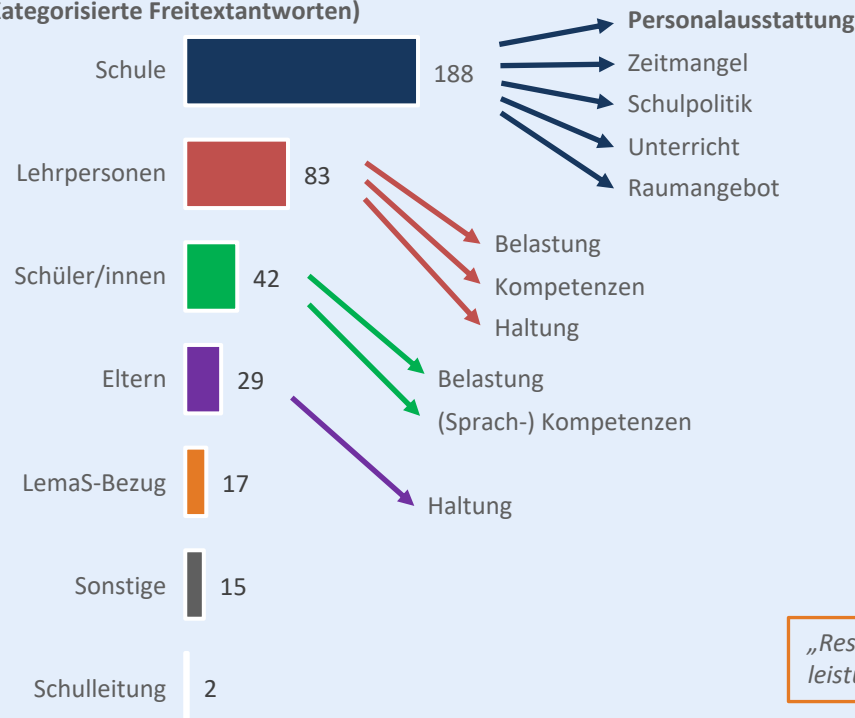 ategorisierte Freitextantworten)
Schule
188
Personalausstattung
Zeitmangel
Schulpolitik
Unterricht
Raumangebot
Lehrpersonen
83
Belastung
Kompetenzen
Haltung
Schüler/innen
42
Belastung
(Sprach-) Kompetenzen
Eltern
29
Haltung
LemaS-Bezug
17
Sonstige
15
Schulleitung
2
„Res
leistu